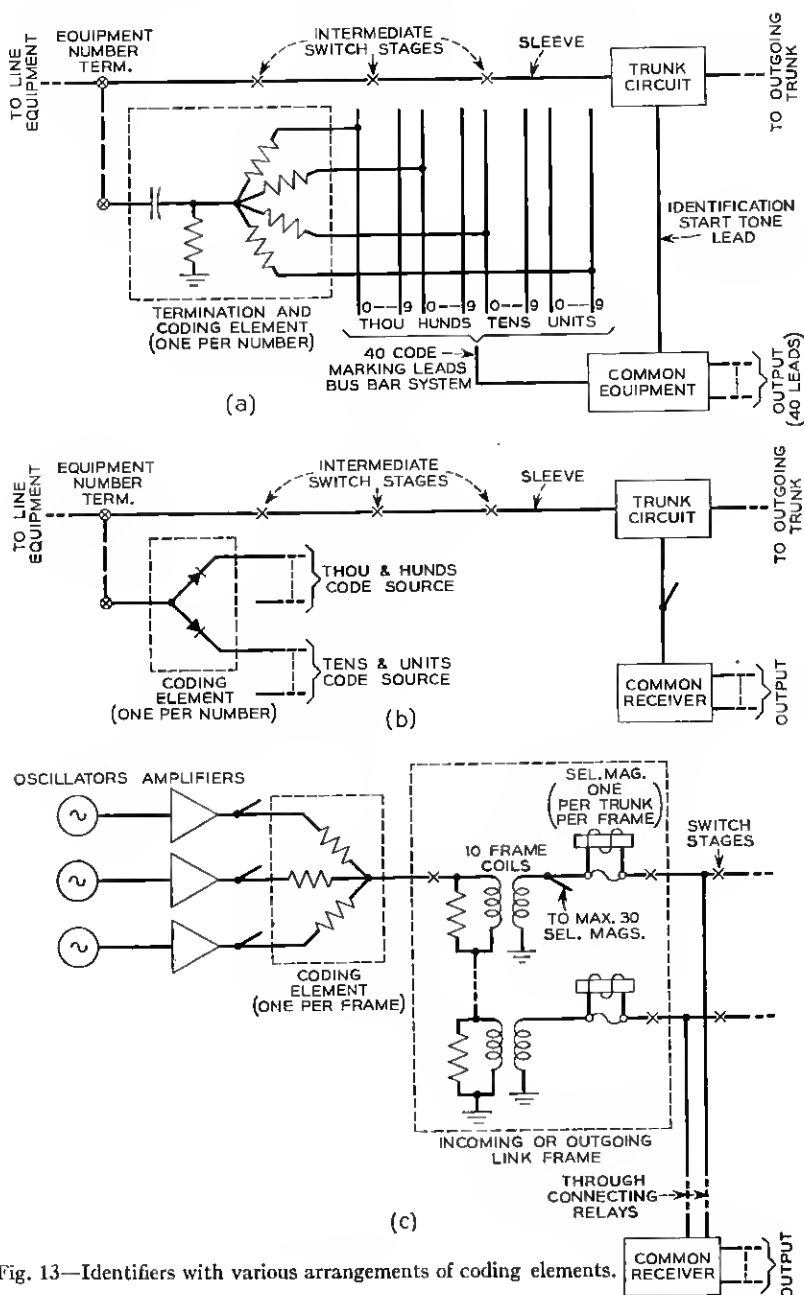 EQUIPMENT
NUMBER
TERM.
INTERMEDIATE
SWITCH STAGES
SLEEVE
TO LINE
EQUIPMENT
TRUNK
CIRCUIT
TO OUTGOING
TRUNK
IDENTIFICATION
START TONE
LEAD
TERMINATION AND
CODING ELEMENT
(ONE PER NUMBER)
0--9 0--9 0--9 0--9
THOU HUNDS TENS UNITS
40 CODE
MARKING LEADS
BUS BAR SYSTEM
COMMON
EQUIPMENT
OUTPUT
(40 LEADS)
(a)
EQUIPMENT
NUMBER
TERM.
INTERMEDIATE
SWITCH STAGES
SLEEVE
TO LINE
EQUIPMENT
TRUNK
CIRCUIT
TO OUTGOING
TRUNK
THOU & HUNDS
CODE SOURCE
TENS & UNITS
CODE SOURCE
CODING
ELEMENT
(ONE PER NUMBER)
COMMON
RECEIVER
OUTPUT
(b)
OSCILLATORS AMPLIFIERS
SEL. MAG.
ONE
PER TRUNK
PER FRAME
SWITCH
STAGES
10 FRAME
COILS
TO MAX. 30
SEL. MAGS.
CODING
ELEMENT
(ONE PER FRAME)
INCOMING OR OUTGOING
LINK FRAME
THROUGH
CONNECTING
RELAYS
(c)
COMMON
RECEIVER
OUTPUT
Fig. 13—Identifiers with various arrangements of coding elements.